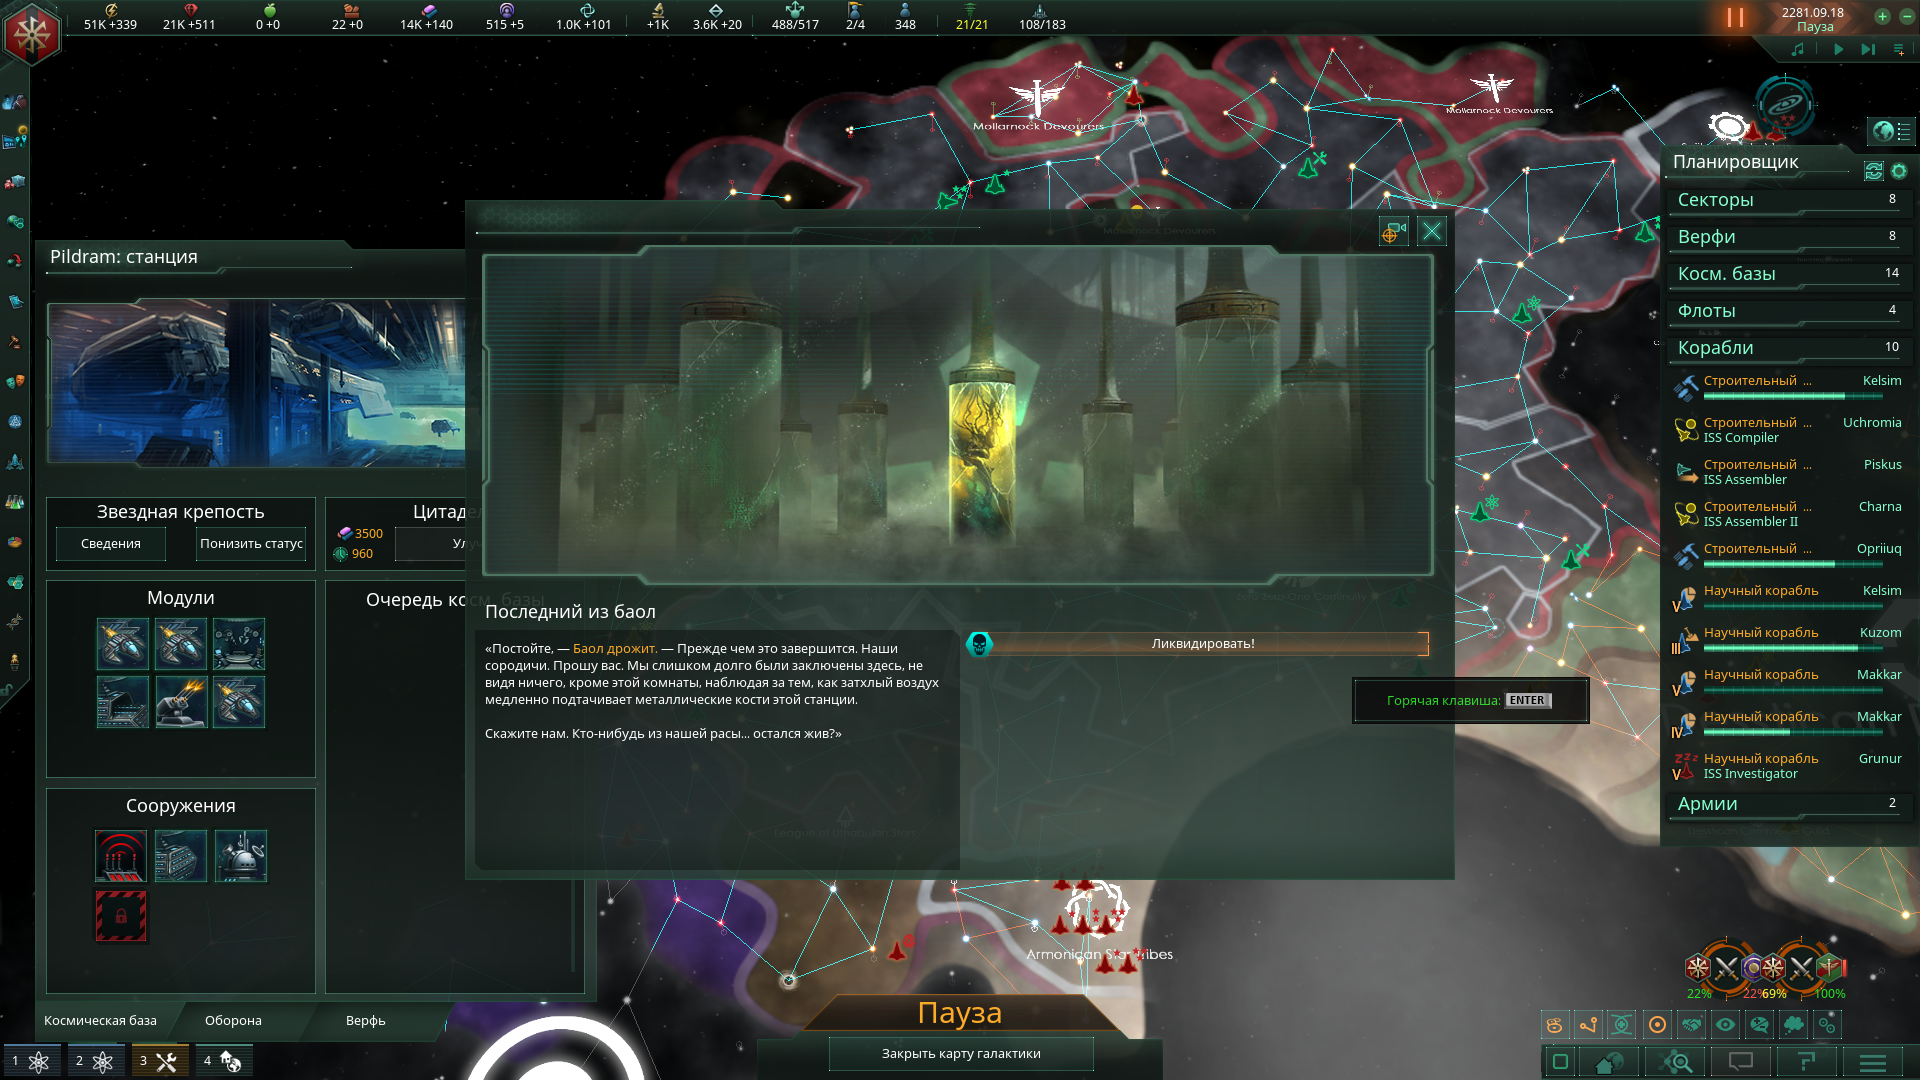 51K +339
21K +511
0 +0
22 +0
14K +140
515 +5
1.0K +101
+1K
3.6K +20
488/517
2/4
348
21/21
108/183
2281.09.18
Пауза
Mollarnock Devourers
Mollarnock Devourers
Планировщик
Секторы 8
Верфи 8
Косм. базы 14
Флоты 4
Корабли 10
Строительный ... Kelsim
Строительный ... Uchromia
ISS Compiler
Строительный ... Piskus
ISS Assembler
Строительный ... Charna
ISS Assembler II
Строительный ... Opriiuq
Научный корабль Kelsim
V
Научный корабль Kuzom
III
Научный корабль Makkar
V
Научный корабль Makkar
IV
Научный корабль Grunur
V ISS Investigator
Армии 2
Pildram: станция
Звездная крепость
Сведения
Понизить статус
Цитаде
3500
960
Ул
Модули
Очередь косм. базы
Сооружения
Космическая база
Оборона
Верфь
Последний из баол
«Постойте, — Баол дрожит. — Прежде чем это завершится. Наши
сородичи. Прошу вас. Мы слишком долго были заключены здесь, не
видя ничего, кроме этой комнаты, наблюдая за тем, как затхлый воздух
медленно подтачивает металлические кости этой станции.
Скажите нам. Кто-нибудь из нашей расы... остался жив?»
Ликвидировать!
Горячая клавиша: ENTER
Armonican Star Tribes
Пауза
Закрыть карту галактики
1
2
3
4
22%
22%
69%
100%